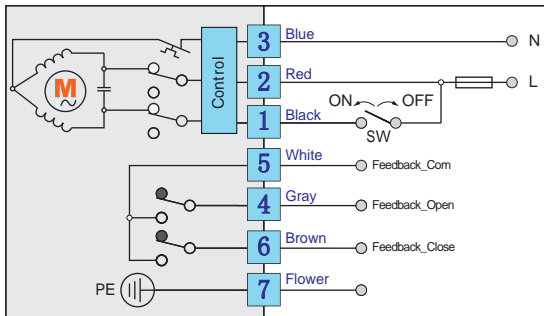 3 Blue N
M
Control
2 Red L
ON OFF
1 Black
SW
5 White Feedback_Com
4 Gray Feedback_Open
6 Brown Feedback_Close
PE 7 Flower